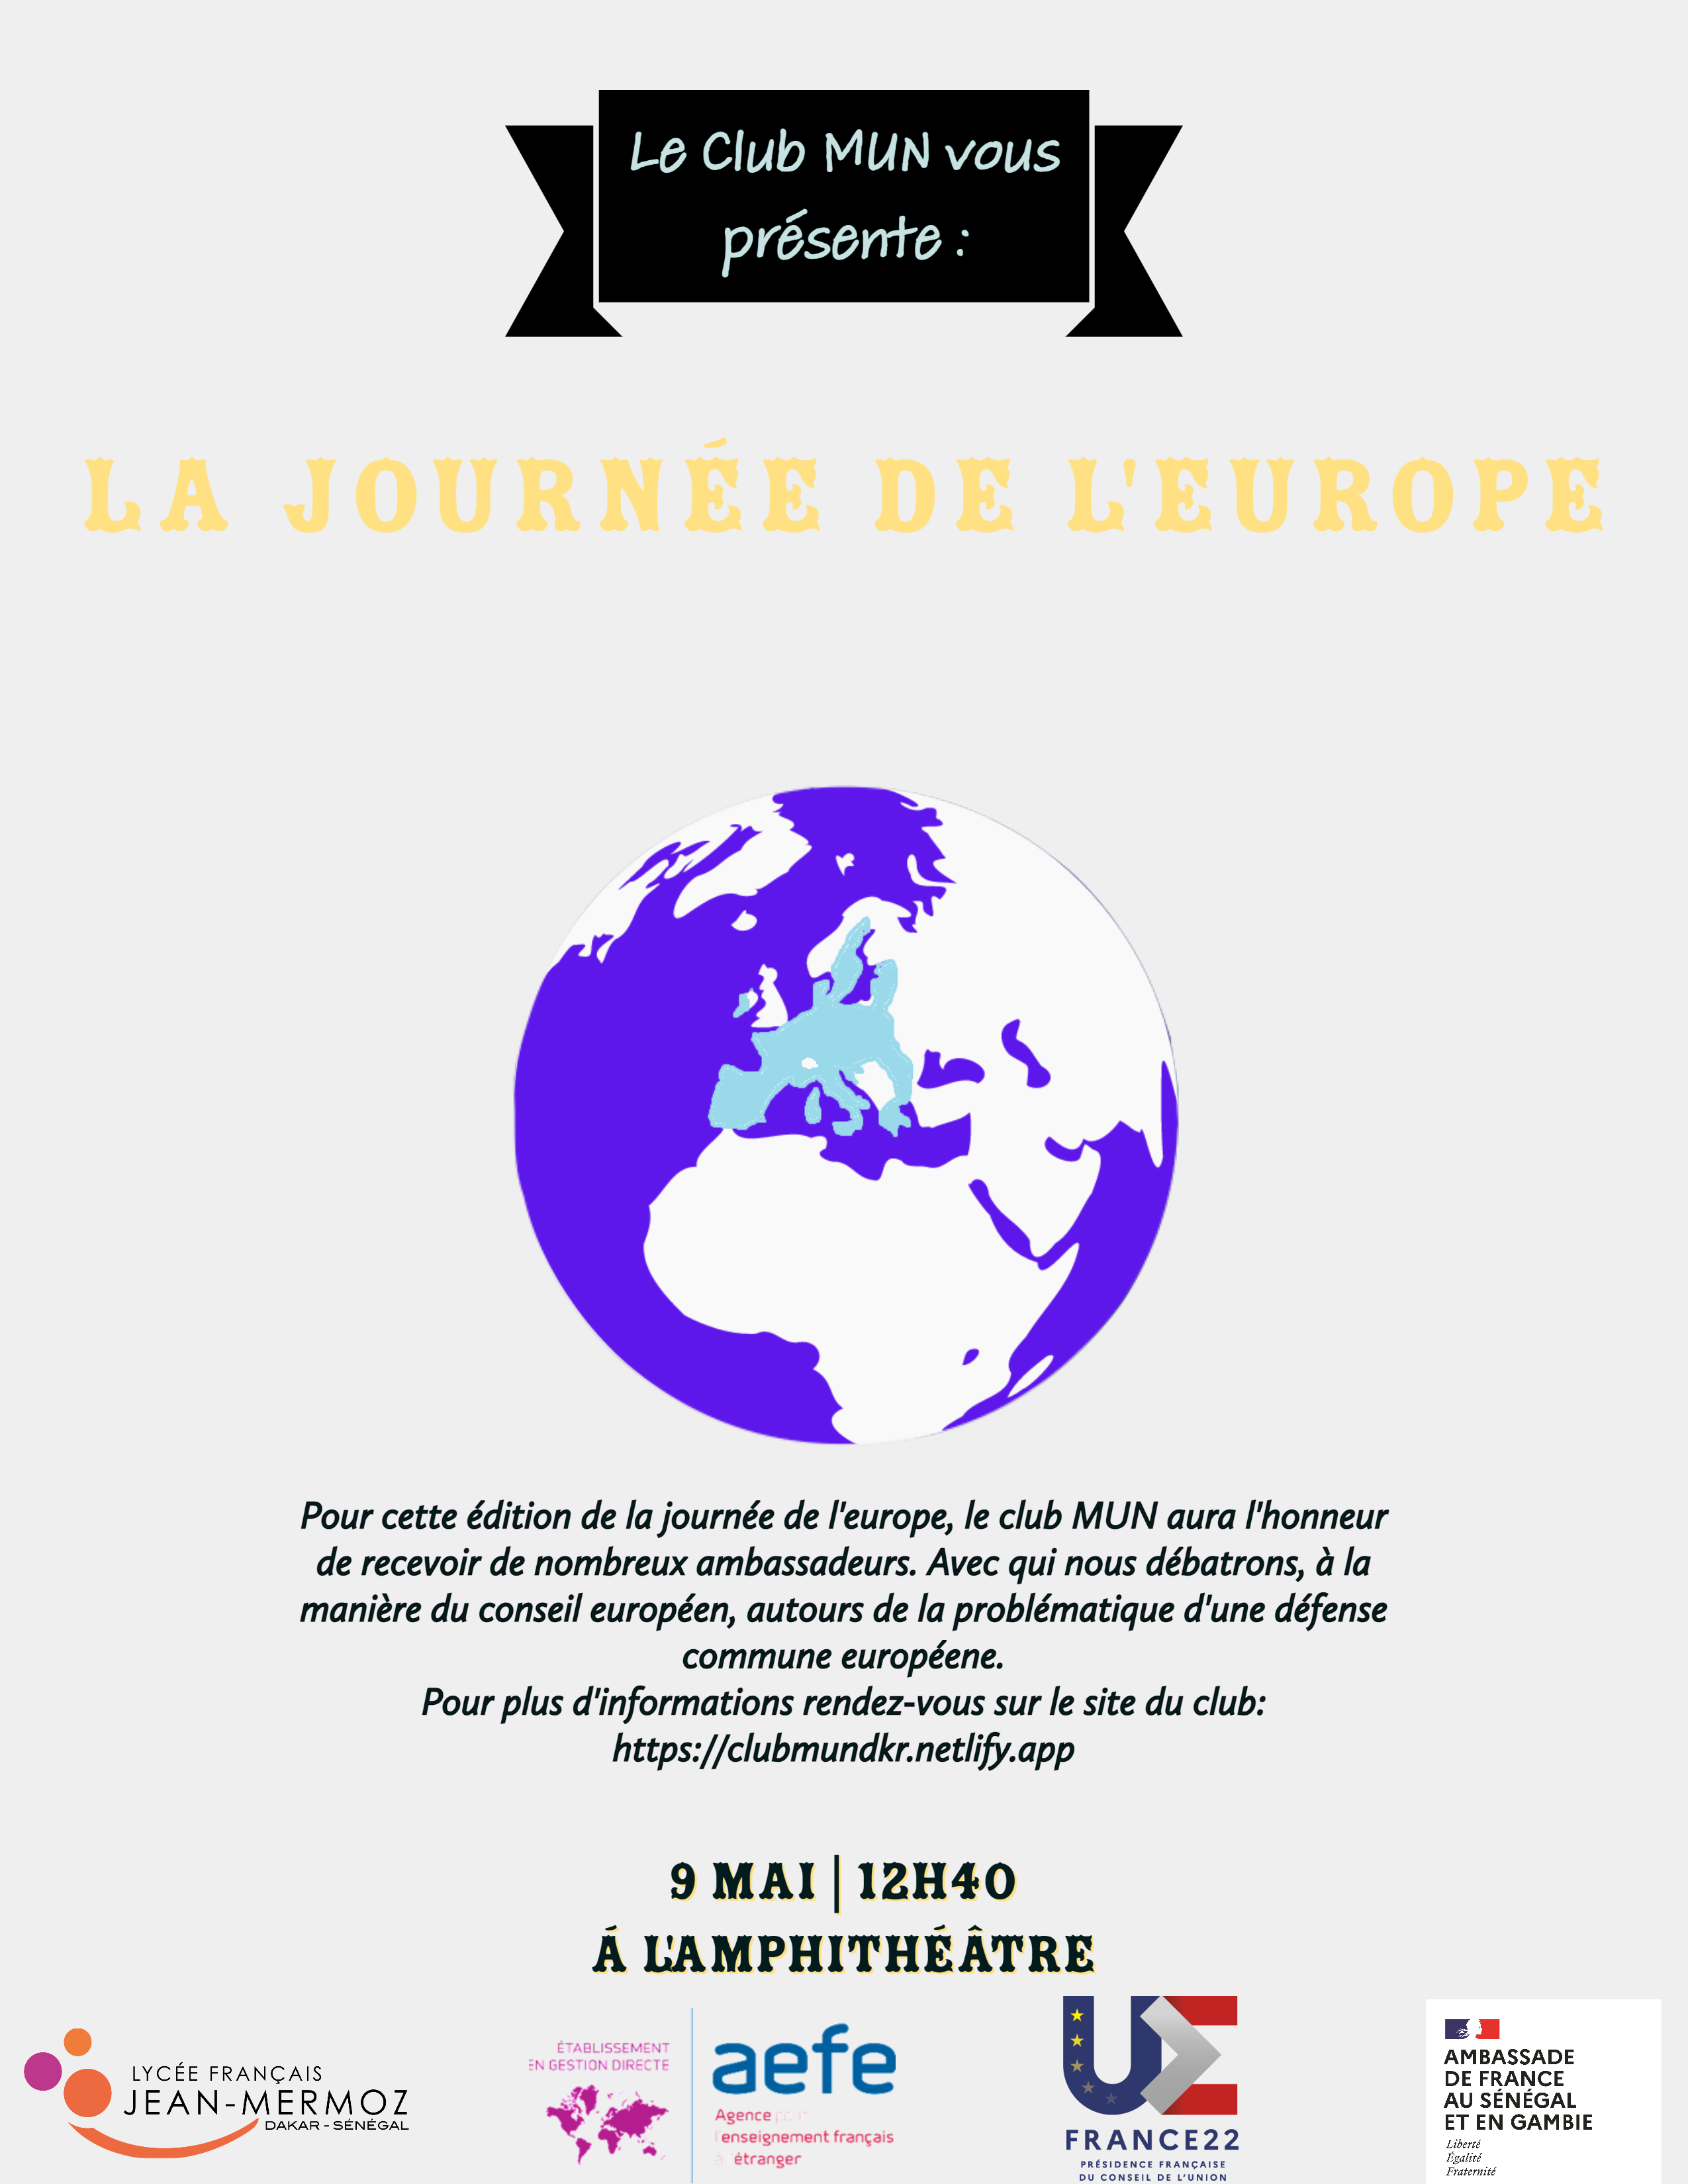 Le Club MUN vous
présente :
LA JOURNÉE DE L'EUROPE
Pour cette édition de la journée de l'europe, le club MUN aura l'honneur
de recevoir de nombreux ambassadeurs. Avec qui nous débatrons, à la
manière du conseil européen, autours de la problématique d'une défense
commune européene.
Pour plus d'informations rendez-vous sur le site du club:
https://clubmundkr.netlify.app
9 MAI | 12H40
Á L'AMPHITHÉÂTRE
LYCÉE FRANÇAIS
JEAN-MERMOZ
DAKAR - SÉNÉGAL
ÉTABLISSEMENT
EN GESTION DIRECTE
aefe
Agence pour
l'enseignement français
à l'étranger
UE
FRANCE22
PRÉSIDENCE FRANÇAISE
DU CONSEIL DE L'UNION
AMBASSADE
DE FRANCE
AU SÉNÉGAL
ET EN GAMBIE
Liberté
Égalité
Fraternité